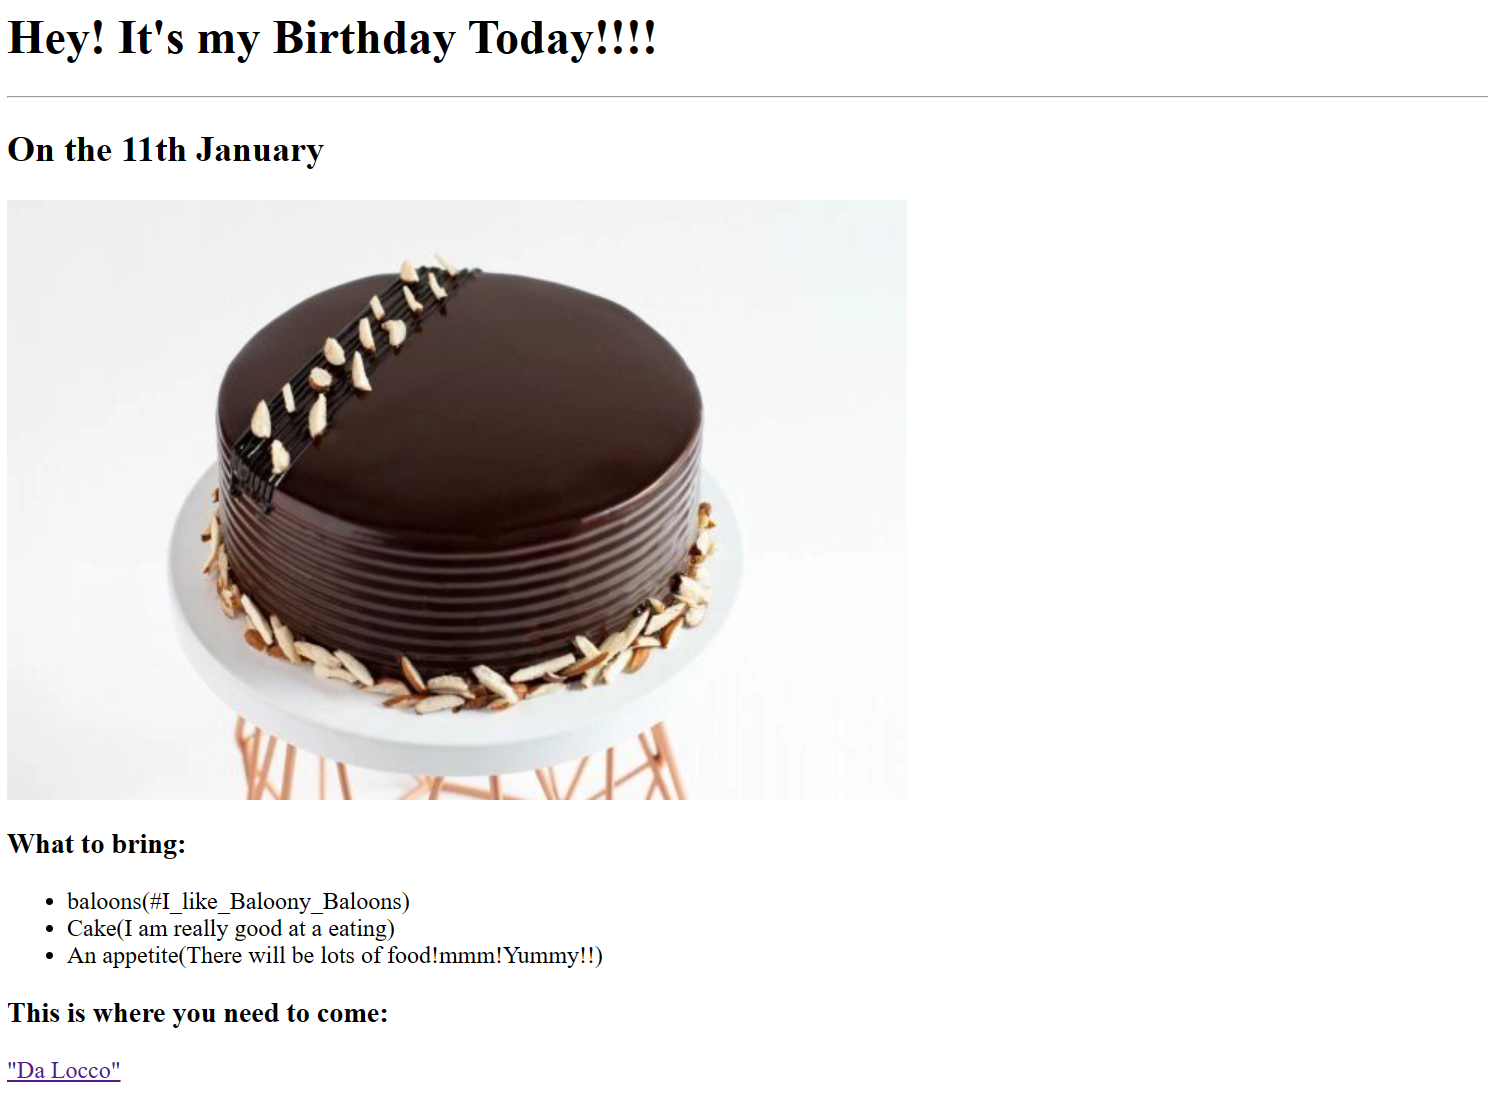 Hey! It's my Birthday Today!!!!
On the 11th January
What to bring:
baloons(#I_like_Baloony_Baloons)
Cake(I am really good at a eating)
An appetite(There will be lots of food!mmm!Yummy!!)
This is where you need to come:
"Da Locco"